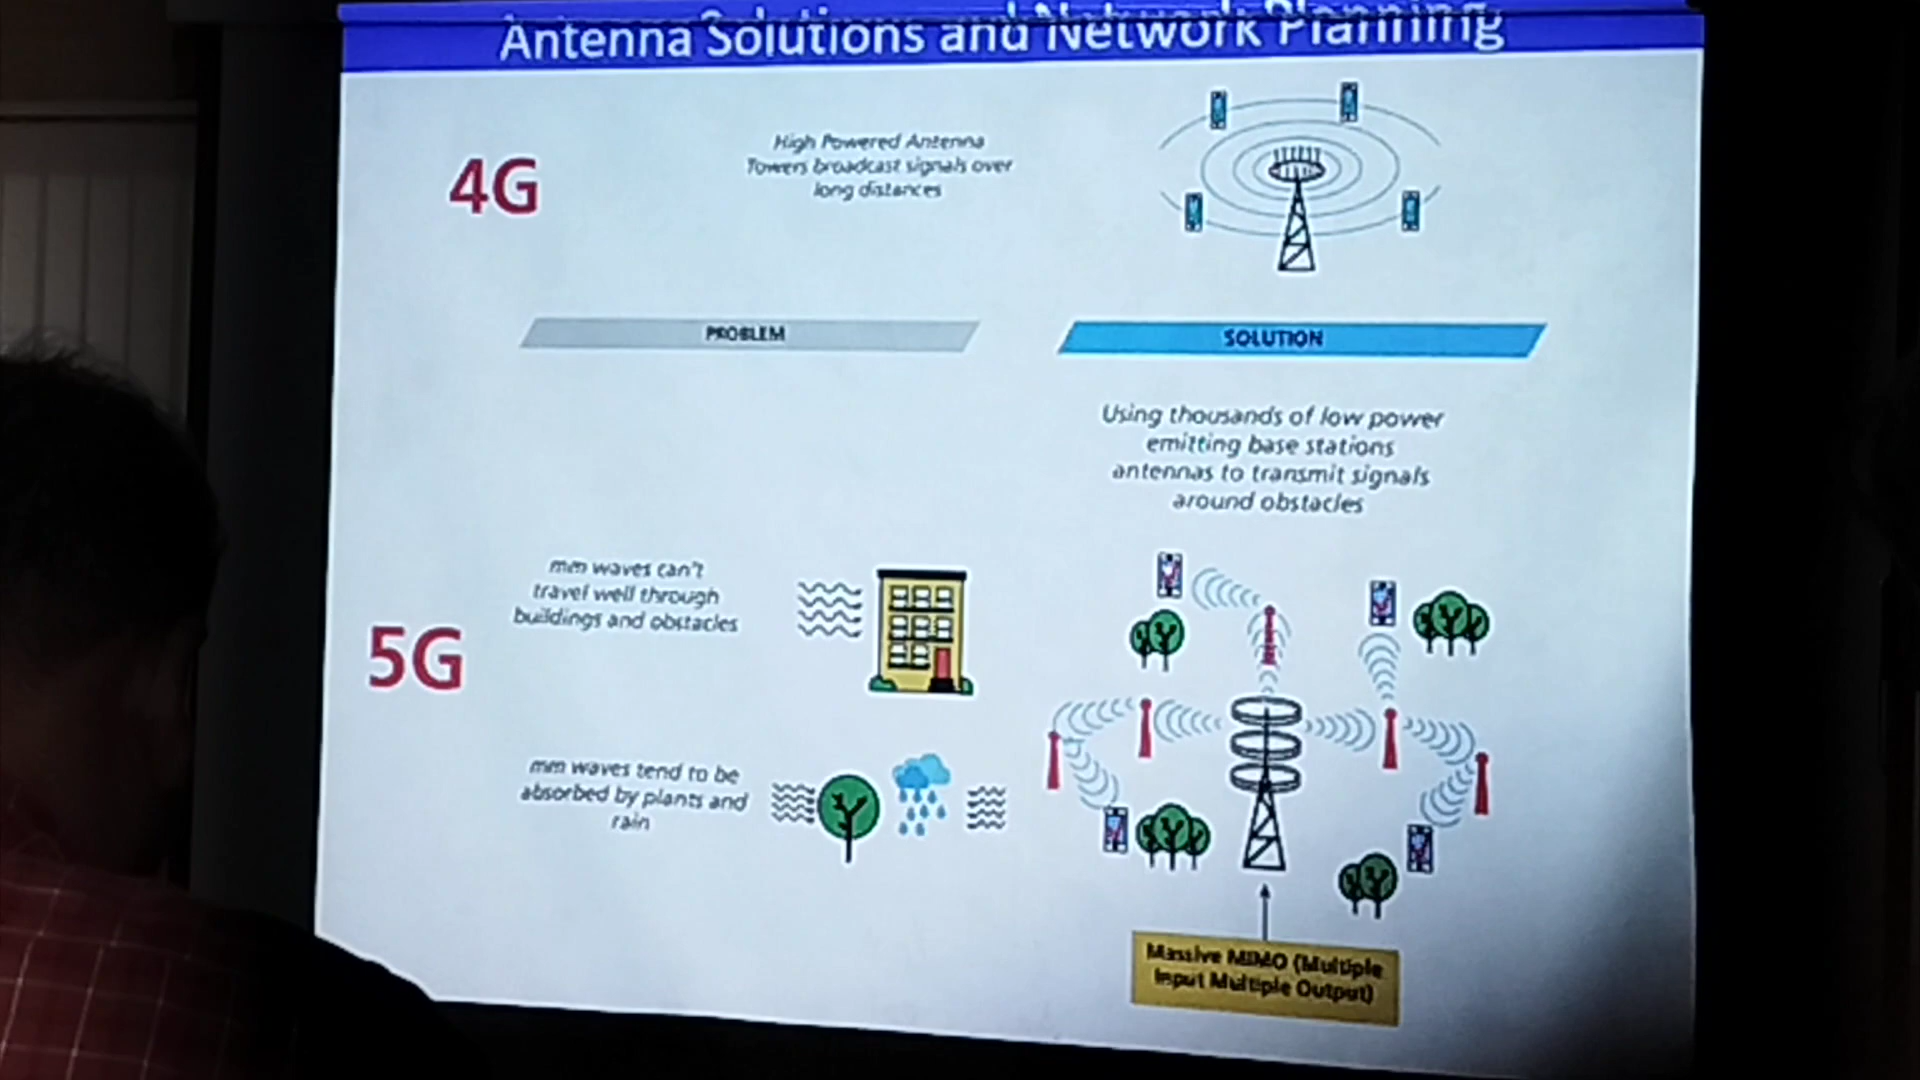 Antenna Solutions and Network Planning
4G
High Powered Antenna
Towers broadcast signals over
long distances
PROBLEM
SOLUTION
Using thousands of low power
emitting base stations
antennas to transmit signals
around obstacles
5G
mm waves can't
travel well through
buildings and obstacles
mm waves tend to be
absorbed by plants and
rain
Massive MIMO (Multiple
Input Multiple Output)